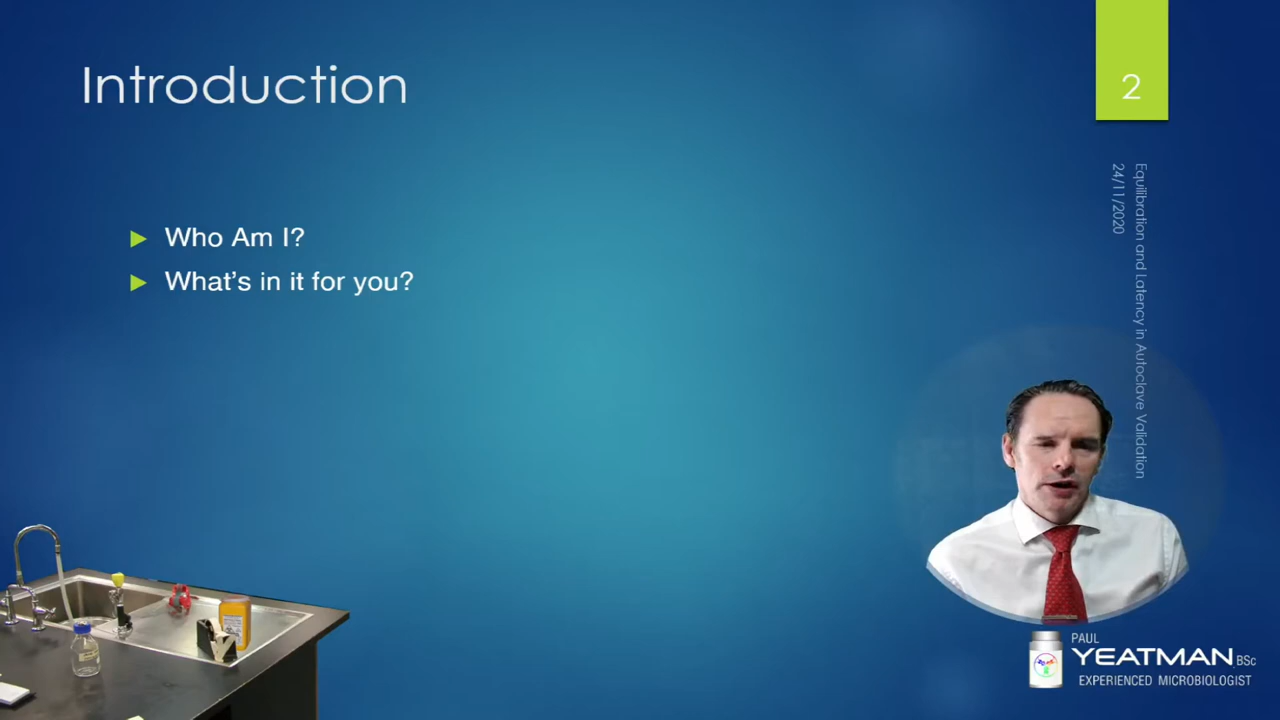 Introduction
2
Who Am I?
What's in it for you?
Equilibration and Latency in Autoclave Validation
24/11/2020
PAUL
YEATMAN, BSc
EXPERIENCED MICROBIOLOGIST